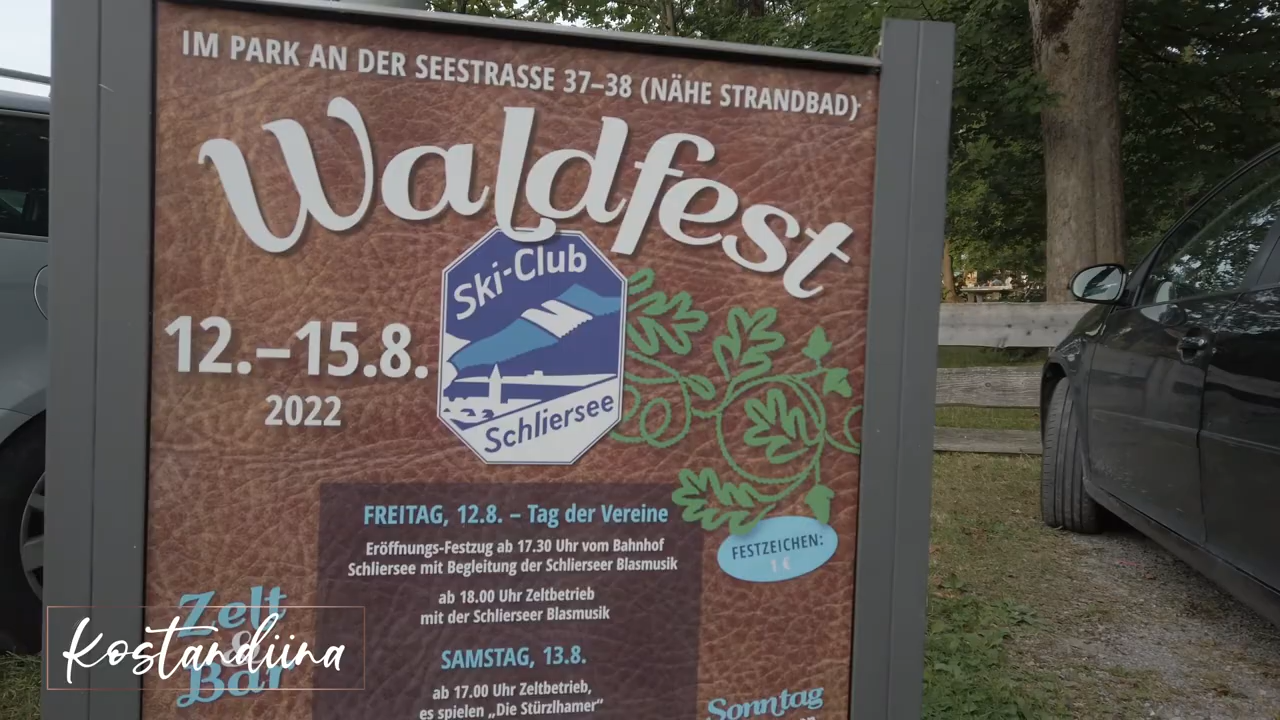 IM PARK AN DER SEESTRASSE 37–38 (NÄHE STRANDBAD)
Waldfest
Ski-Club
Schliersee
12.–15.8.
2022
FREITAG, 12.8. – Tag der Vereine
Eröffnungs-Festzug ab 17.30 Uhr vom Bahnhof
Schliersee mit Begleitung der Schlierseer Blasmusik
ab 18.00 Uhr Zeltbetrieb
mit der Schlierseer Blasmusik
FESTZEICHEN:
1 €
Zelt
&
Bar
Kostandiina
SAMSTAG, 13.8.
ab 17.00 Uhr Zeltbetrieb,
es spielen „Die Stürzlhamer“
Sonntag